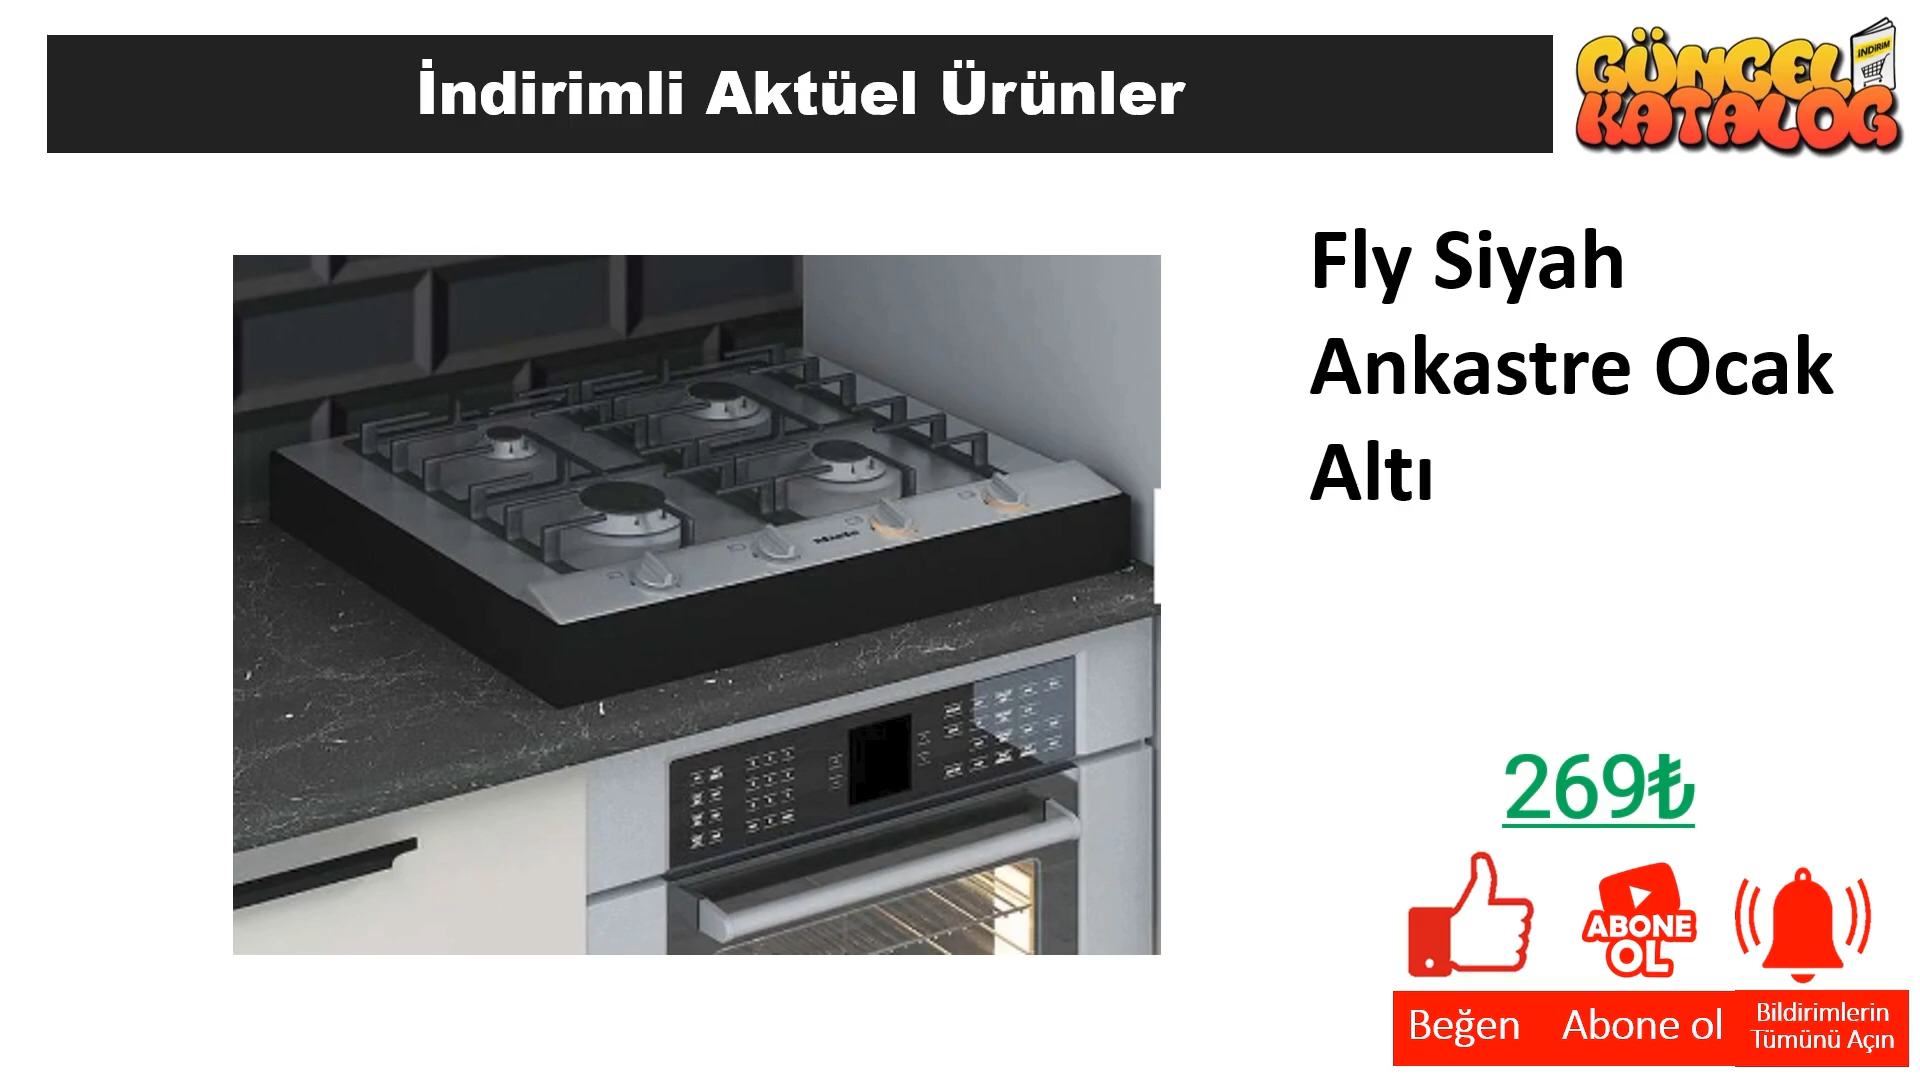 İndirimli Aktüel Ürünler
GÜNCEL
KATALOG
İNDİRİM
Fly Siyah
Ankastre Ocak
Altı
Miele
269₺
ABONE
OL
Beğen
Abone ol
Bildirimlerin
Tümünü Açın